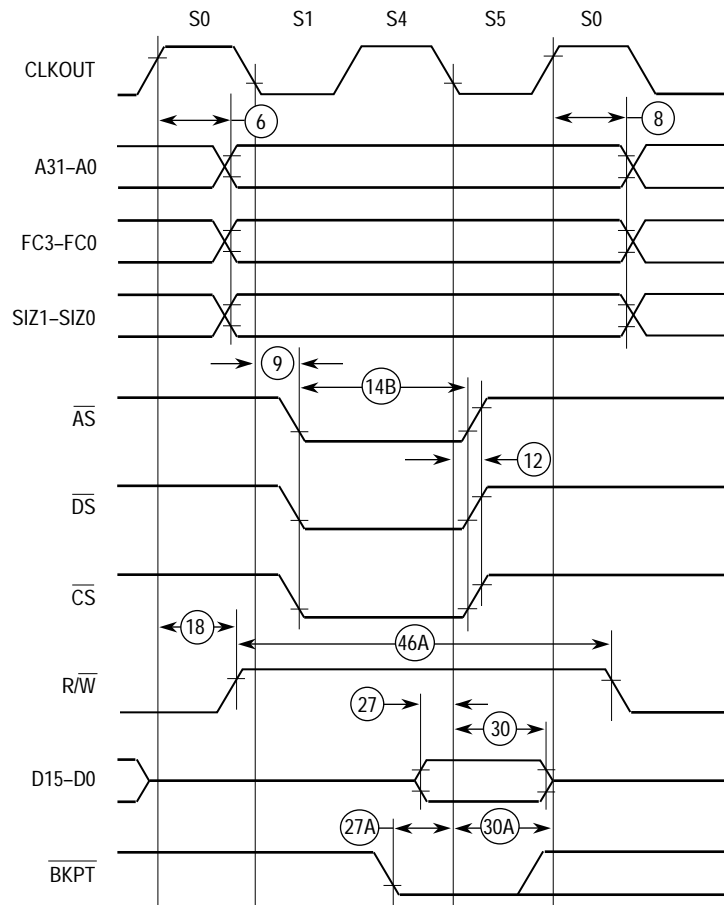 S0 S1 S4 S5 S0
CLKOUT
6 8
A31–A0
FC3–FC0
SIZ1–SIZ0
9
14B
AS
12
DS
CS
18
46A
R/W
27
30
D15–D0
27A 30A
BKPT